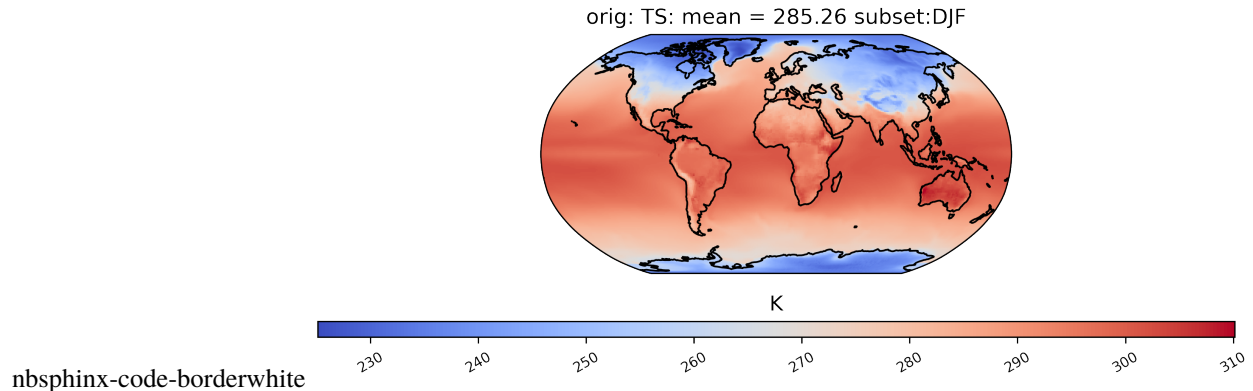 orig: TS: mean = 285.26 subset:DJF
K
230 240 250 260 270 280 290 300 310
nbsphinx-code-borderwhite